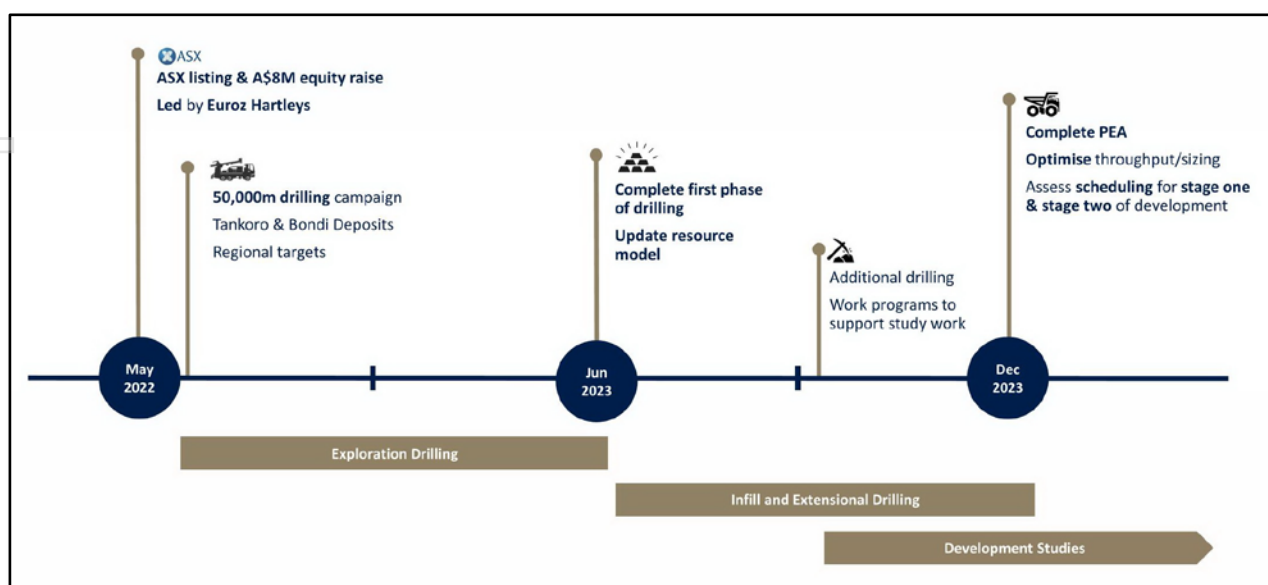 ASX
ASX listing & A$8M equity raise
Led by Euroz Hartleys
50,000m drilling campaign
Tankoro & Bondi Deposits
Regional targets
Complete first phase
of drilling
Update resource
model
Additional drilling
Work programs to
support study work
Complete PEA
Optimise throughput/sizing
Assess scheduling for stage one
& stage two of development
May
2022
Jun
2023
Dec
2023
Exploration Drilling
Infill and Extensional Drilling
Development Studies